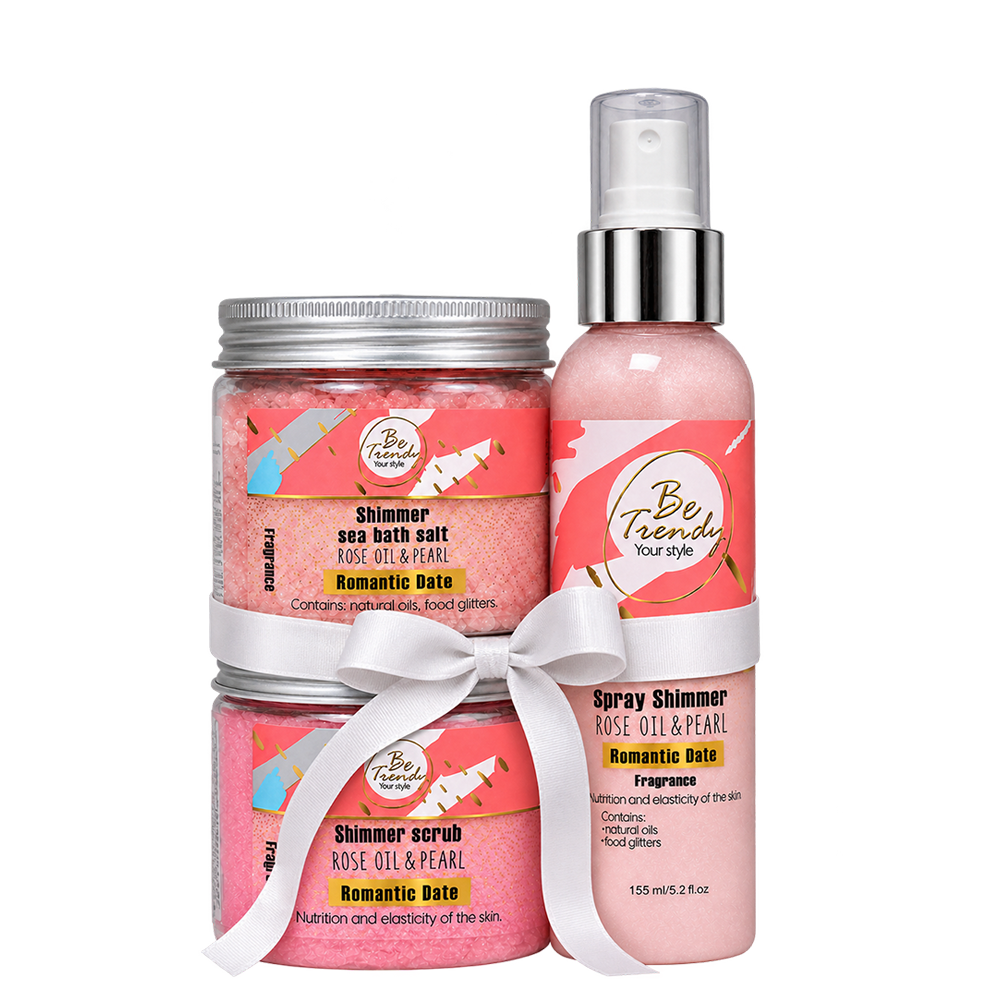 Be
Trendy
Your style
Shimmer
sea bath salt
ROSE OIL & PEARL
Romantic Date
Contains: natural oils, food glitters.
Fragrance
Be
Trendy
Your style
Shimmer scrub
ROSE OIL & PEARL
Romantic Date
Nutrition and elasticity of the skin.
Be
Trendy
Your style
Spray Shimmer
ROSE OIL & PEARL
Romantic Date
Fragrance
Nutrition and elasticity of the skin.
Contains:
•natural oils
•food glitters
155 ml/5.2 fl.oz